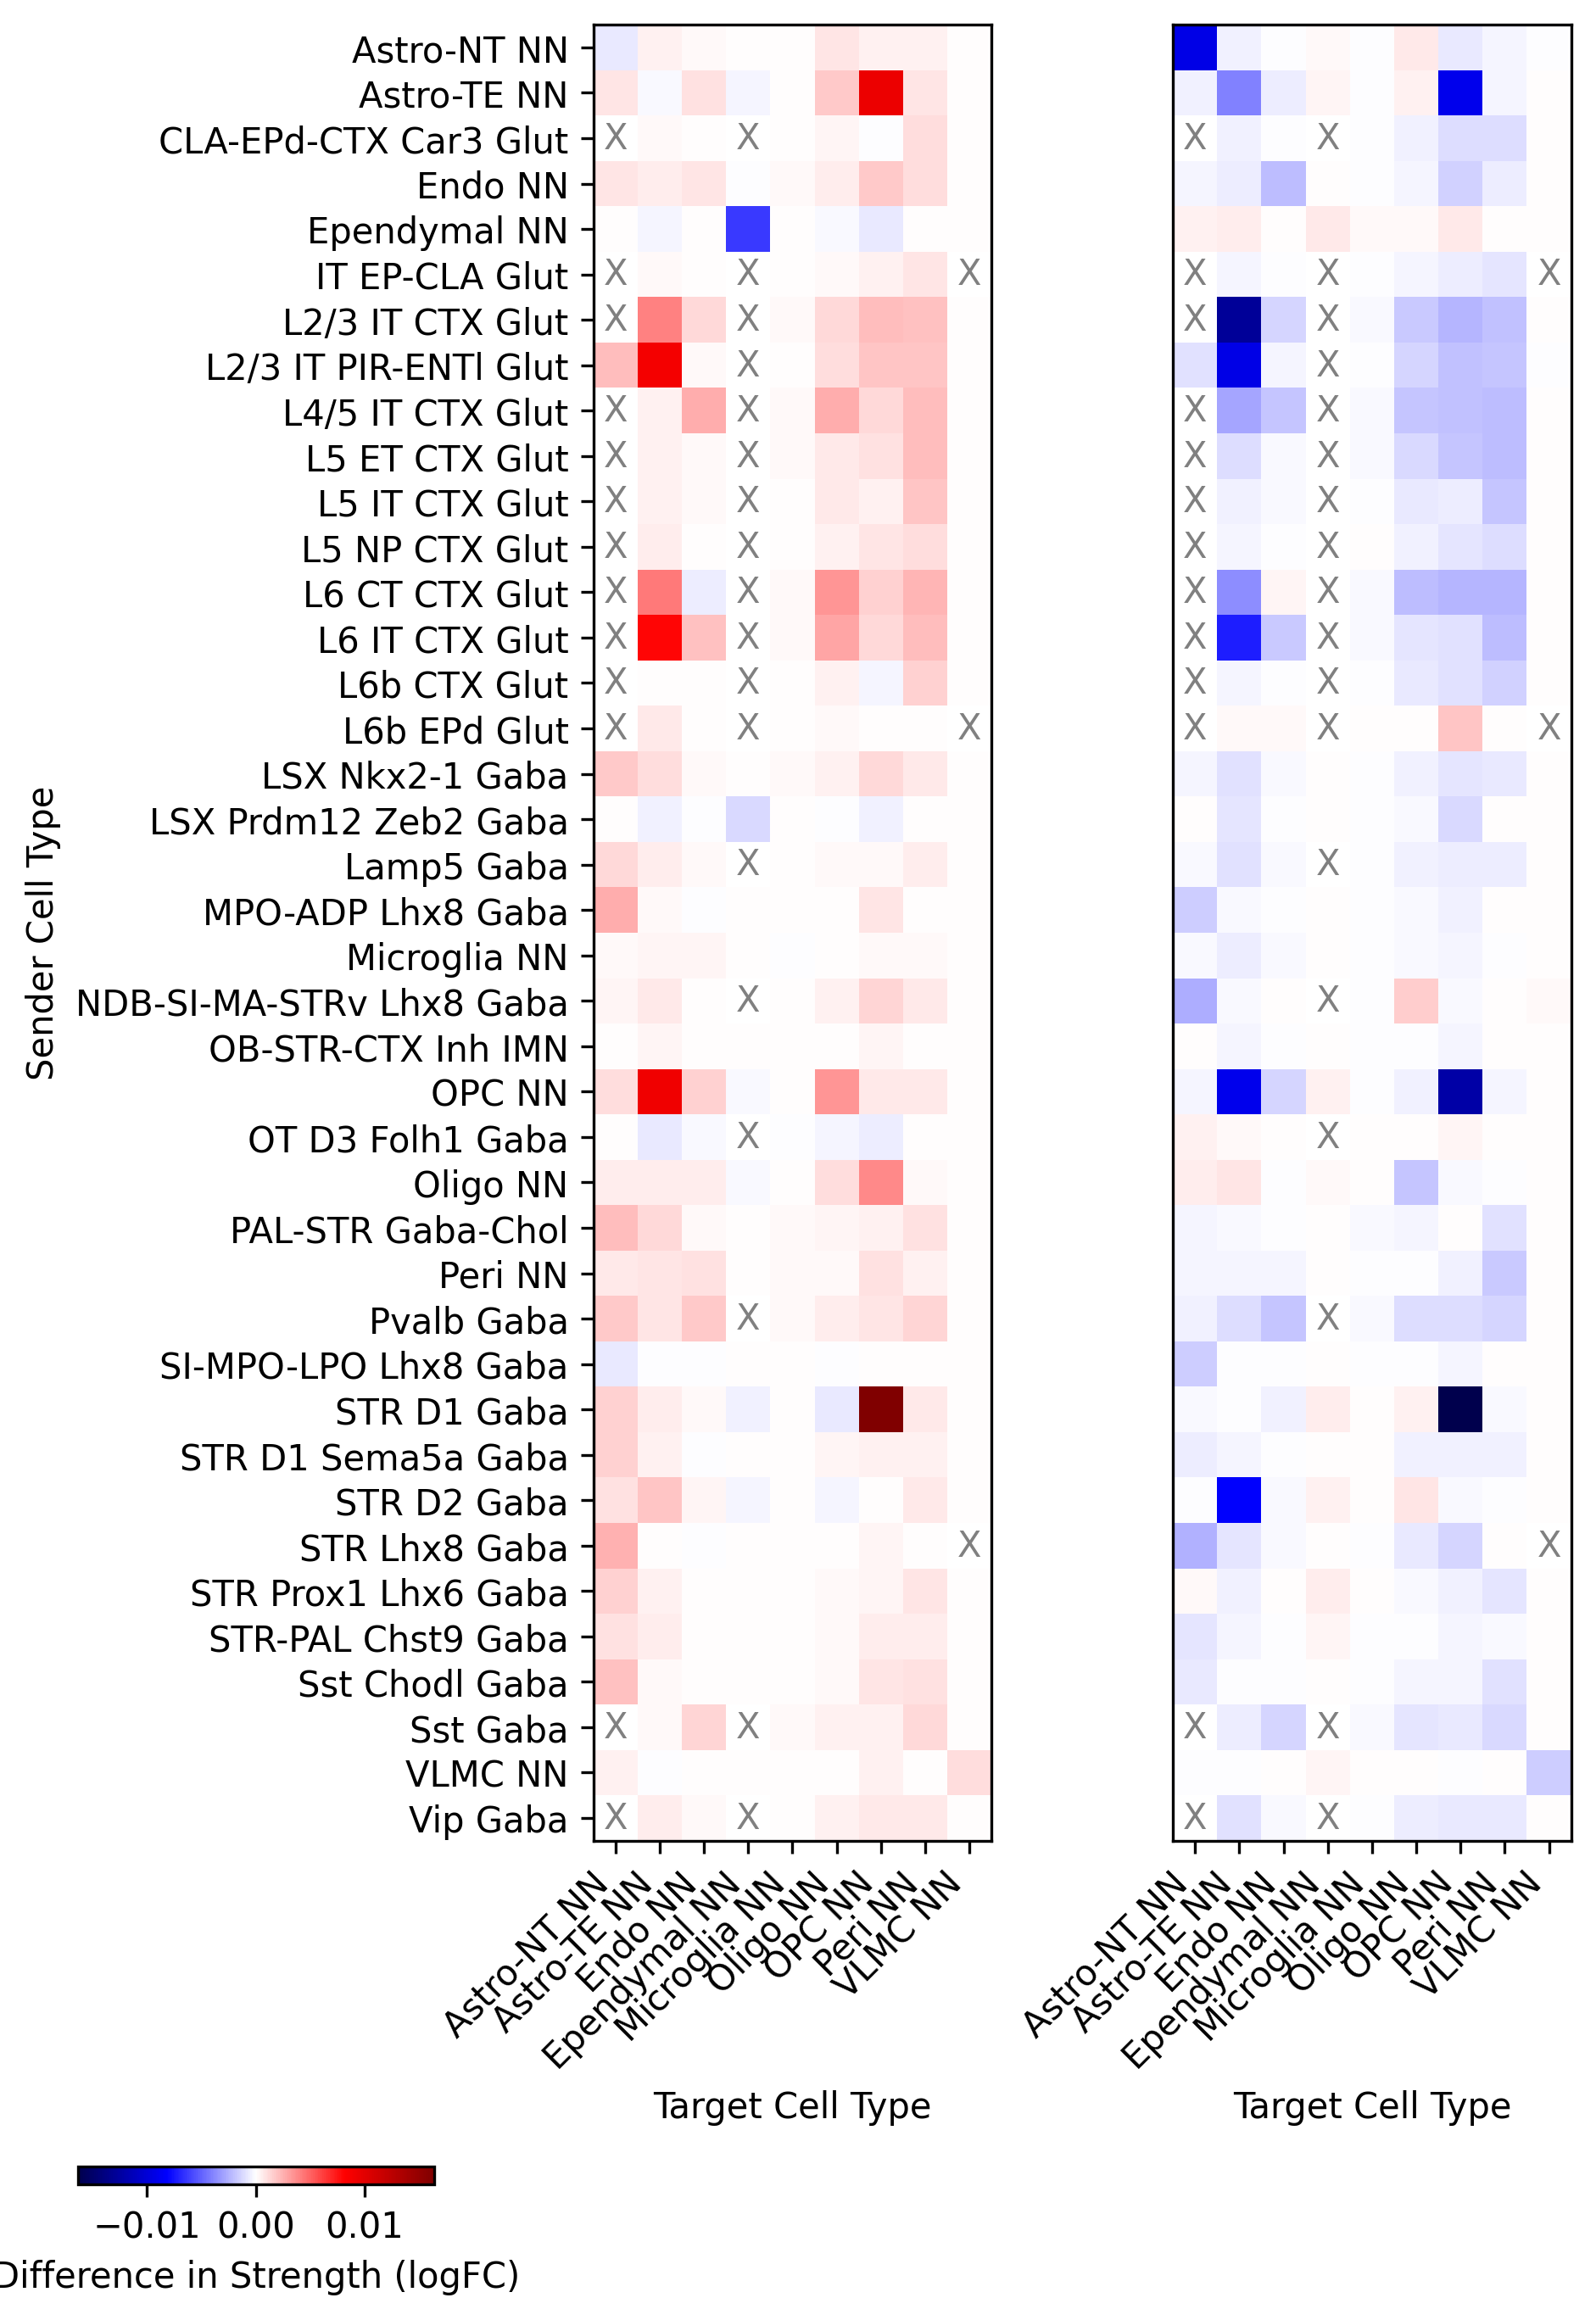 Sender Cell Type
Astro-NT NN
Astro-TE NN
CLA-EPd-CTX Car3 Glut X X X X
Endo NN
Ependymal NN
IT EP-CLA Glut X X X X X X
L2/3 IT CTX Glut X X X X
L2/3 IT PIR-ENTl Glut X X
L4/5 IT CTX Glut X X X X
L5 ET CTX Glut X X X X
L5 IT CTX Glut X X X X
L5 NP CTX Glut X X X X
L6 CT CTX Glut X X X X
L6 IT CTX Glut X X X X
L6b CTX Glut X X X X
L6b EPd Glut X X X X X X
LSX Nkx2-1 Gaba
LSX Prdm12 Zeb2 Gaba
Lamp5 Gaba X X
MPO-ADP Lhx8 Gaba
Microglia NN
NDB-SI-MA-STRv Lhx8 Gaba X X
OB-STR-CTX Inh IMN
OPC NN
OT D3 Folh1 Gaba X X
Oligo NN
PAL-STR Gaba-Chol
Peri NN
Pvalb Gaba X X
SI-MPO-LPO Lhx8 Gaba
STR D1 Gaba
STR D1 Sema5a Gaba
STR D2 Gaba
STR Lhx8 Gaba X X
STR Prox1 Lhx6 Gaba
STR-PAL Chst9 Gaba
Sst Chodl Gaba
Sst Gaba X X X X
VLMC NN
Vip Gaba X X X X
Astro-NT NN
Astro-TE NN
Endo NN
Ependymal NN
Microglia NN
Oligo NN
OPC NN
Peri NN
VLMC NN
Target Cell Type
Astro-NT NN
Astro-TE NN
Endo NN
Ependymal NN
Microglia NN
Oligo NN
OPC NN
Peri NN
VLMC NN
Target Cell Type
−0.01 0.00 0.01
Difference in Strength (logFC)